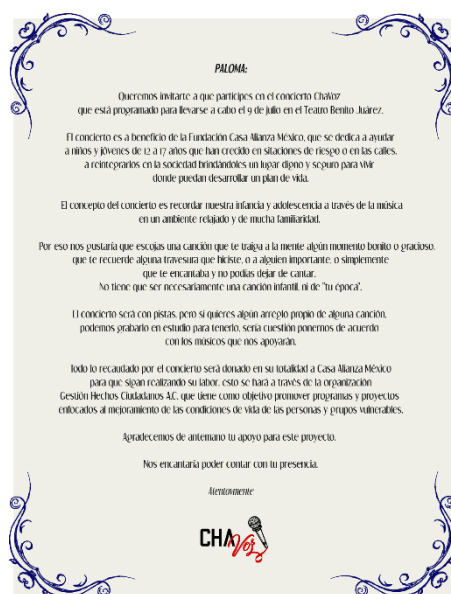 PALOMA:
Queremos invitarte a que participes en el concierto ChaVoz
que está programado para llevarse a cabo el 9 de julio en el Teatro Benito Juárez.
El concierto es a beneficio de la Fundación Casa Alianza México, que se dedica a ayudar
a niños y jóvenes de 12 a 17 años que han crecido en sitaciones de riesgo o en las calles,
a reintegrarlos en la sociedad brindándoles un lugar digno y seguro para vivir
donde puedan desarrollar un plan de vida.
El concepto del concierto es recordar nuestra infancia y adolescencia a través de la música
en un ambiente relajado y de mucha familiaridad.
Por eso nos gustaría que escojas una canción que te traiga a la mente algún momento bonito o gracioso,
que te recuerde alguna travesura que hiciste, o a alguien importante, o simplemente
que te encantaba y no podías dejar de cantar.
No tiene que ser necesariamente una canción infantil, ni de "tu época".
El concierto será con pistas, pero si quieres algún arreglo propio de alguna canción,
podemos grabarlo en estudio para tenerlo, sería cuestión ponernos de acuerdo
con los músicos que nos apoyarán.
Todo lo recaudado por el concierto será donado en su totalidad a Casa Alianza México
para que sigan realizando su labor, esto se hará a través de la organización
Gestión Hechos Ciudadanos A.C. que tiene como objetivo promover programas y proyectos
enfocados al mejoramiento de las condiciones de vida de las personas y grupos vulnerables.
Agradecemos de antemano tu apoyo para este proyecto.
Nos encantaría poder contar con tu presencia.
Atentovmente
CHAVoz